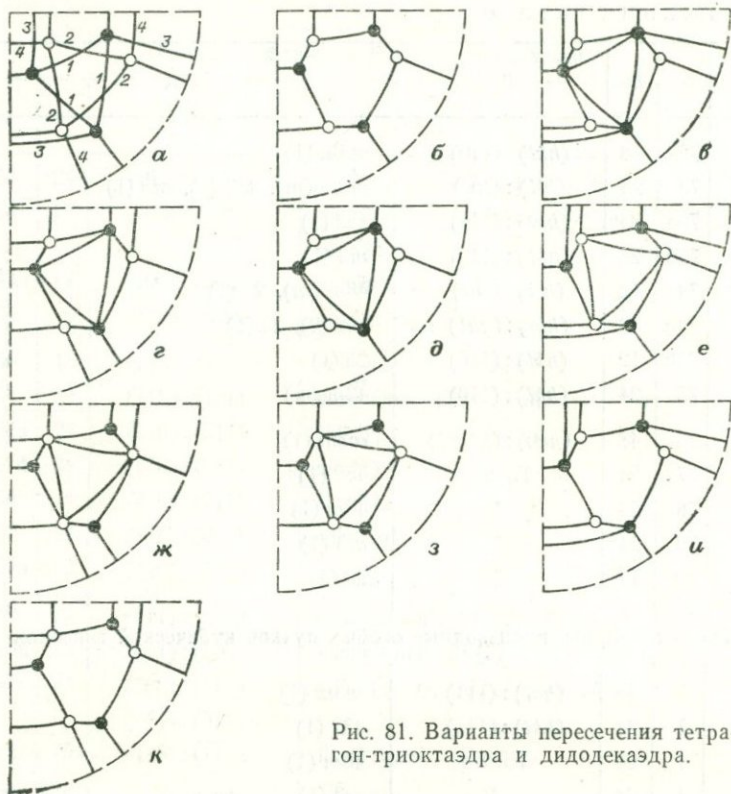 4
3
2
4
3
1
1
2
1
2
3
4
а
б
в
г
д
е
ж
з
и
к
Рис. 81. Варианты пересечения тетра-
гон-триоктаэдра и дидодекаэдра.